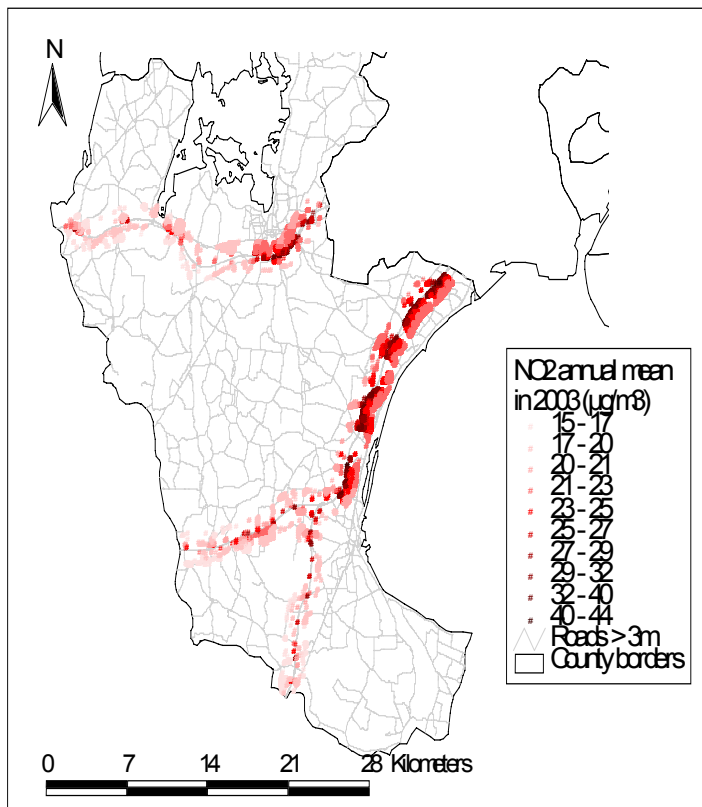 N
NO2 annual mean
in 2003 (µg/m3)
15 - 17
17 - 20
20 - 21
21 - 23
23 - 25
25 - 27
27 - 29
29 - 32
32 - 40
40 - 44
Roads > 3m
County borders
0 7 14 21 28 Kilometers